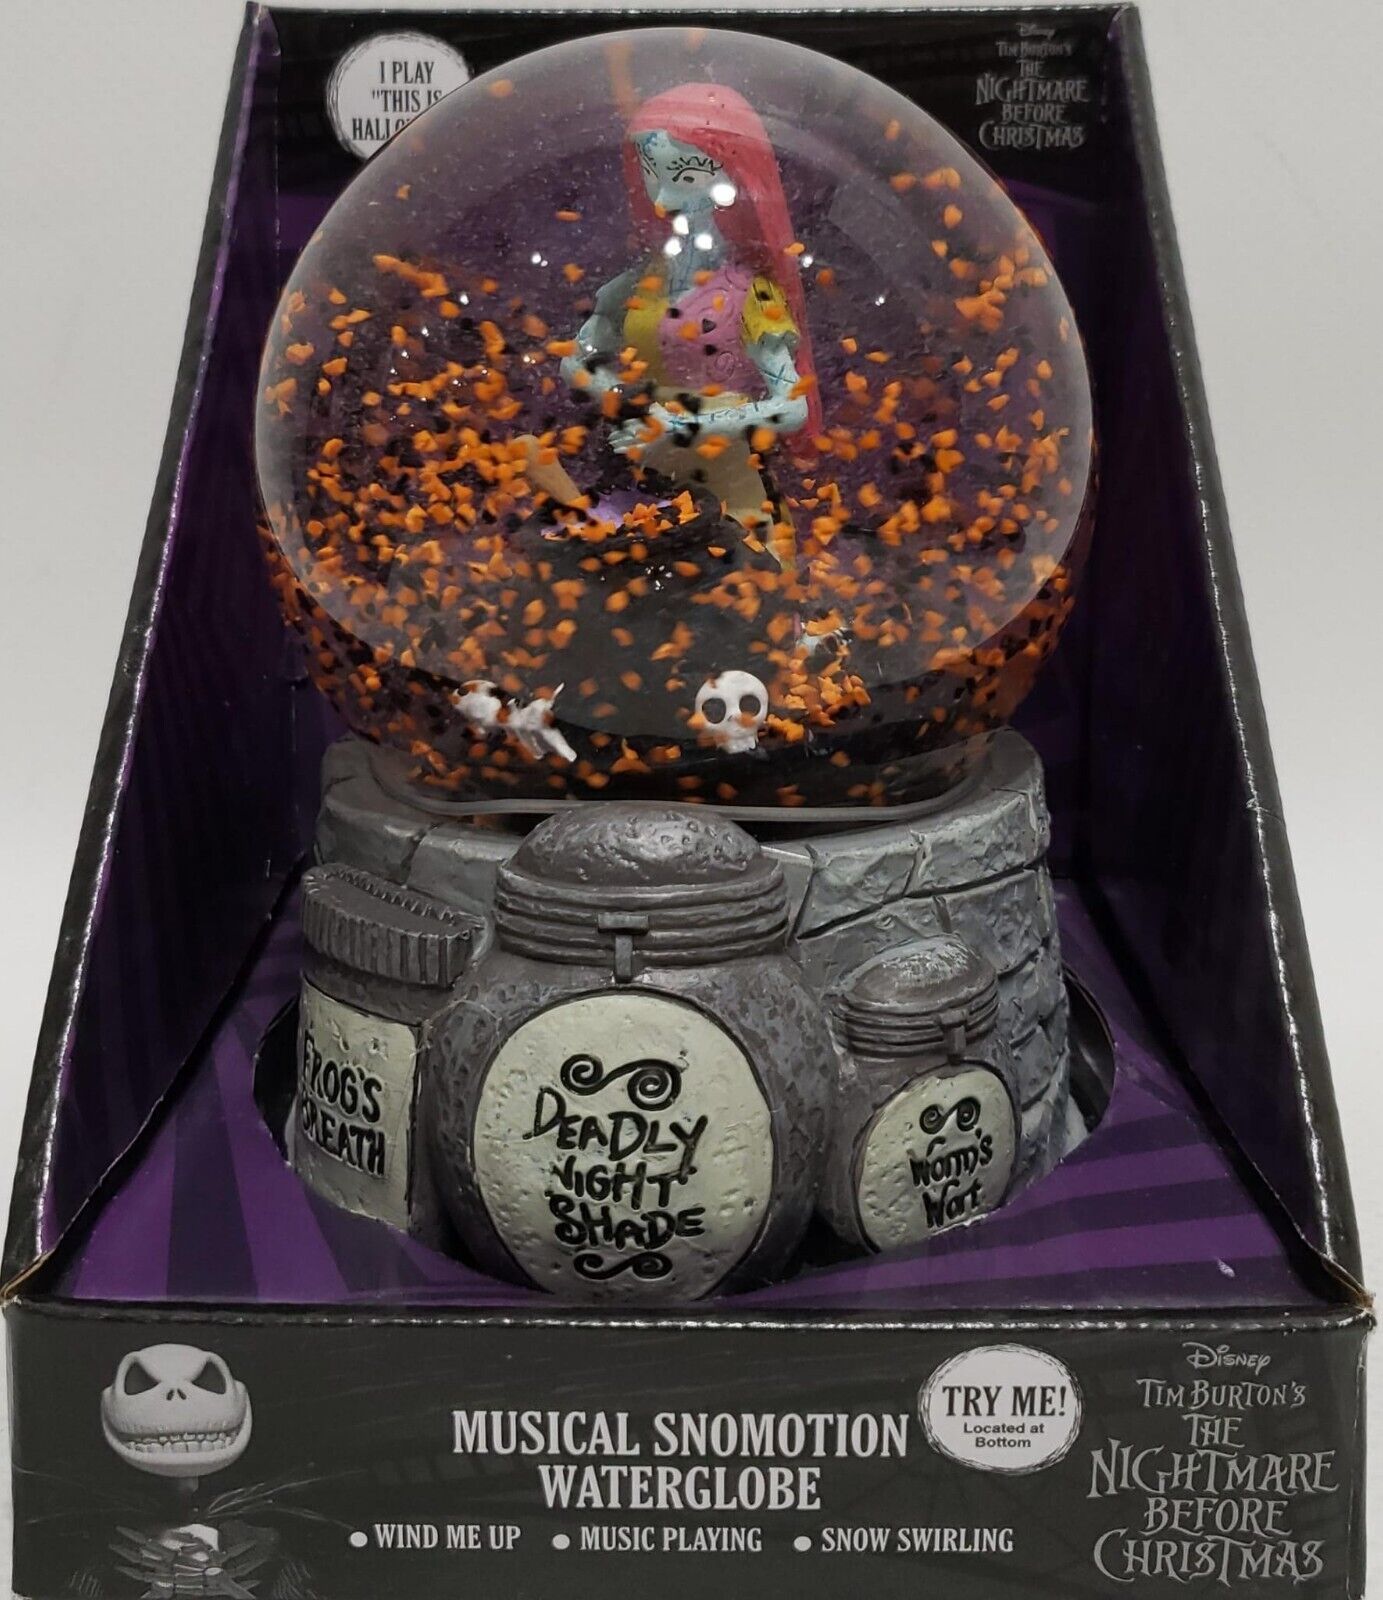 I PLAY
"THIS IS
Disney
TIM BURTON'S
THE
NIGHTMARE
BEFORE
CHRISTMAS
FROG'S
BREATH
DEADLY
NIGHT
SHADE
Worm's
Wort
MUSICAL SNOMOTION
WATERGLOBE
• WIND ME UP • MUSIC PLAYING • SNOW SWIRLING
TRY ME!
Located at
Bottom
Disney
TIM BURTON'S
THE
NIGHTMARE
BEFORE
CHRISTMAS